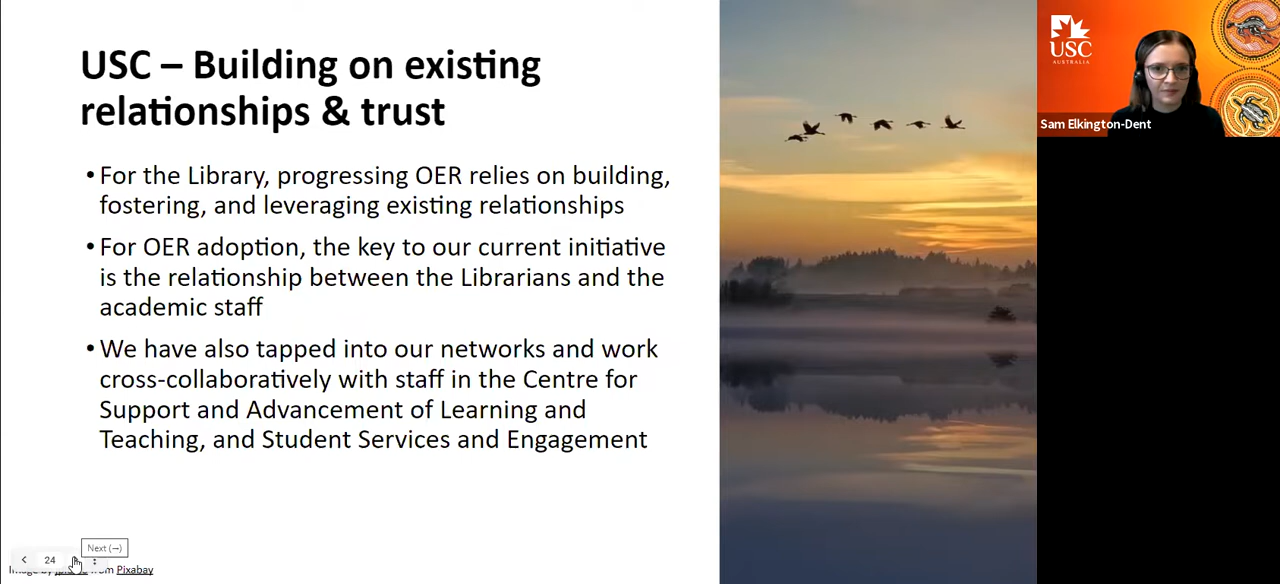 USC – Building on existing
relationships & trust
• For the Library, progressing OER relies on building,
fostering, and leveraging existing relationships
• For OER adoption, the key to our current initiative
is the relationship between the Librarians and the
academic staff
• We have also tapped into our networks and work
cross-collaboratively with staff in the Centre for
Support and Advancement of Learning and
Teaching, and Student Services and Engagement
USC
AUSTRALIA
Sam Elkington-Dent
Next (→)
24
Pixabay